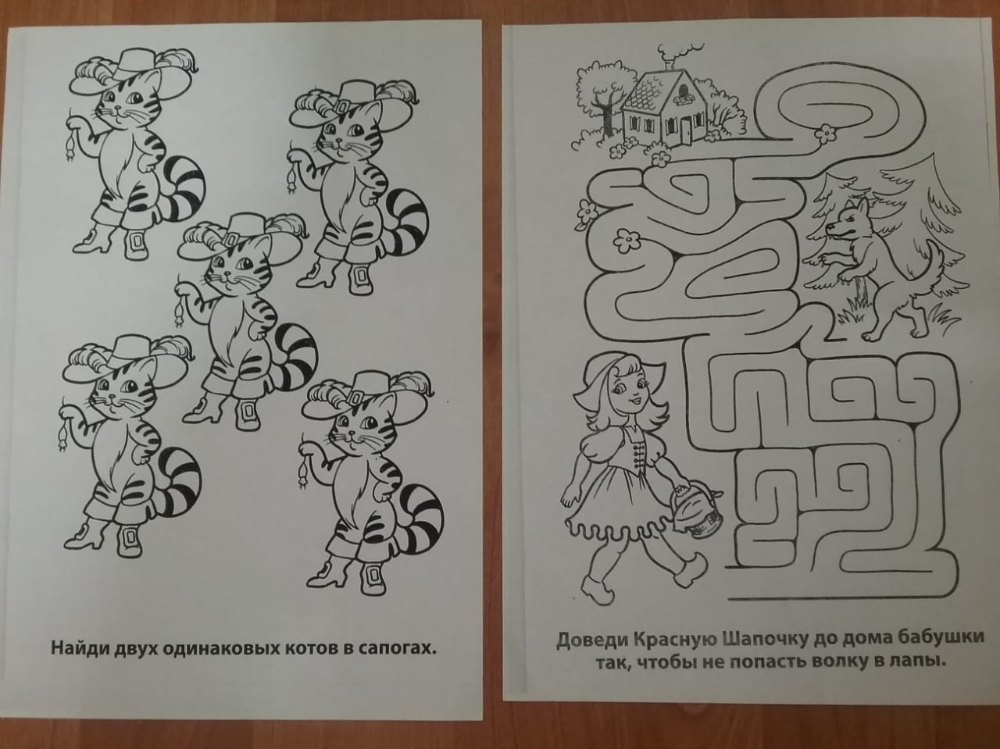 Найди двух одинаковых котов в сапогах.
Доведи Красную Шапочку до дома бабушки
так, чтобы не попасть волку в лапы.